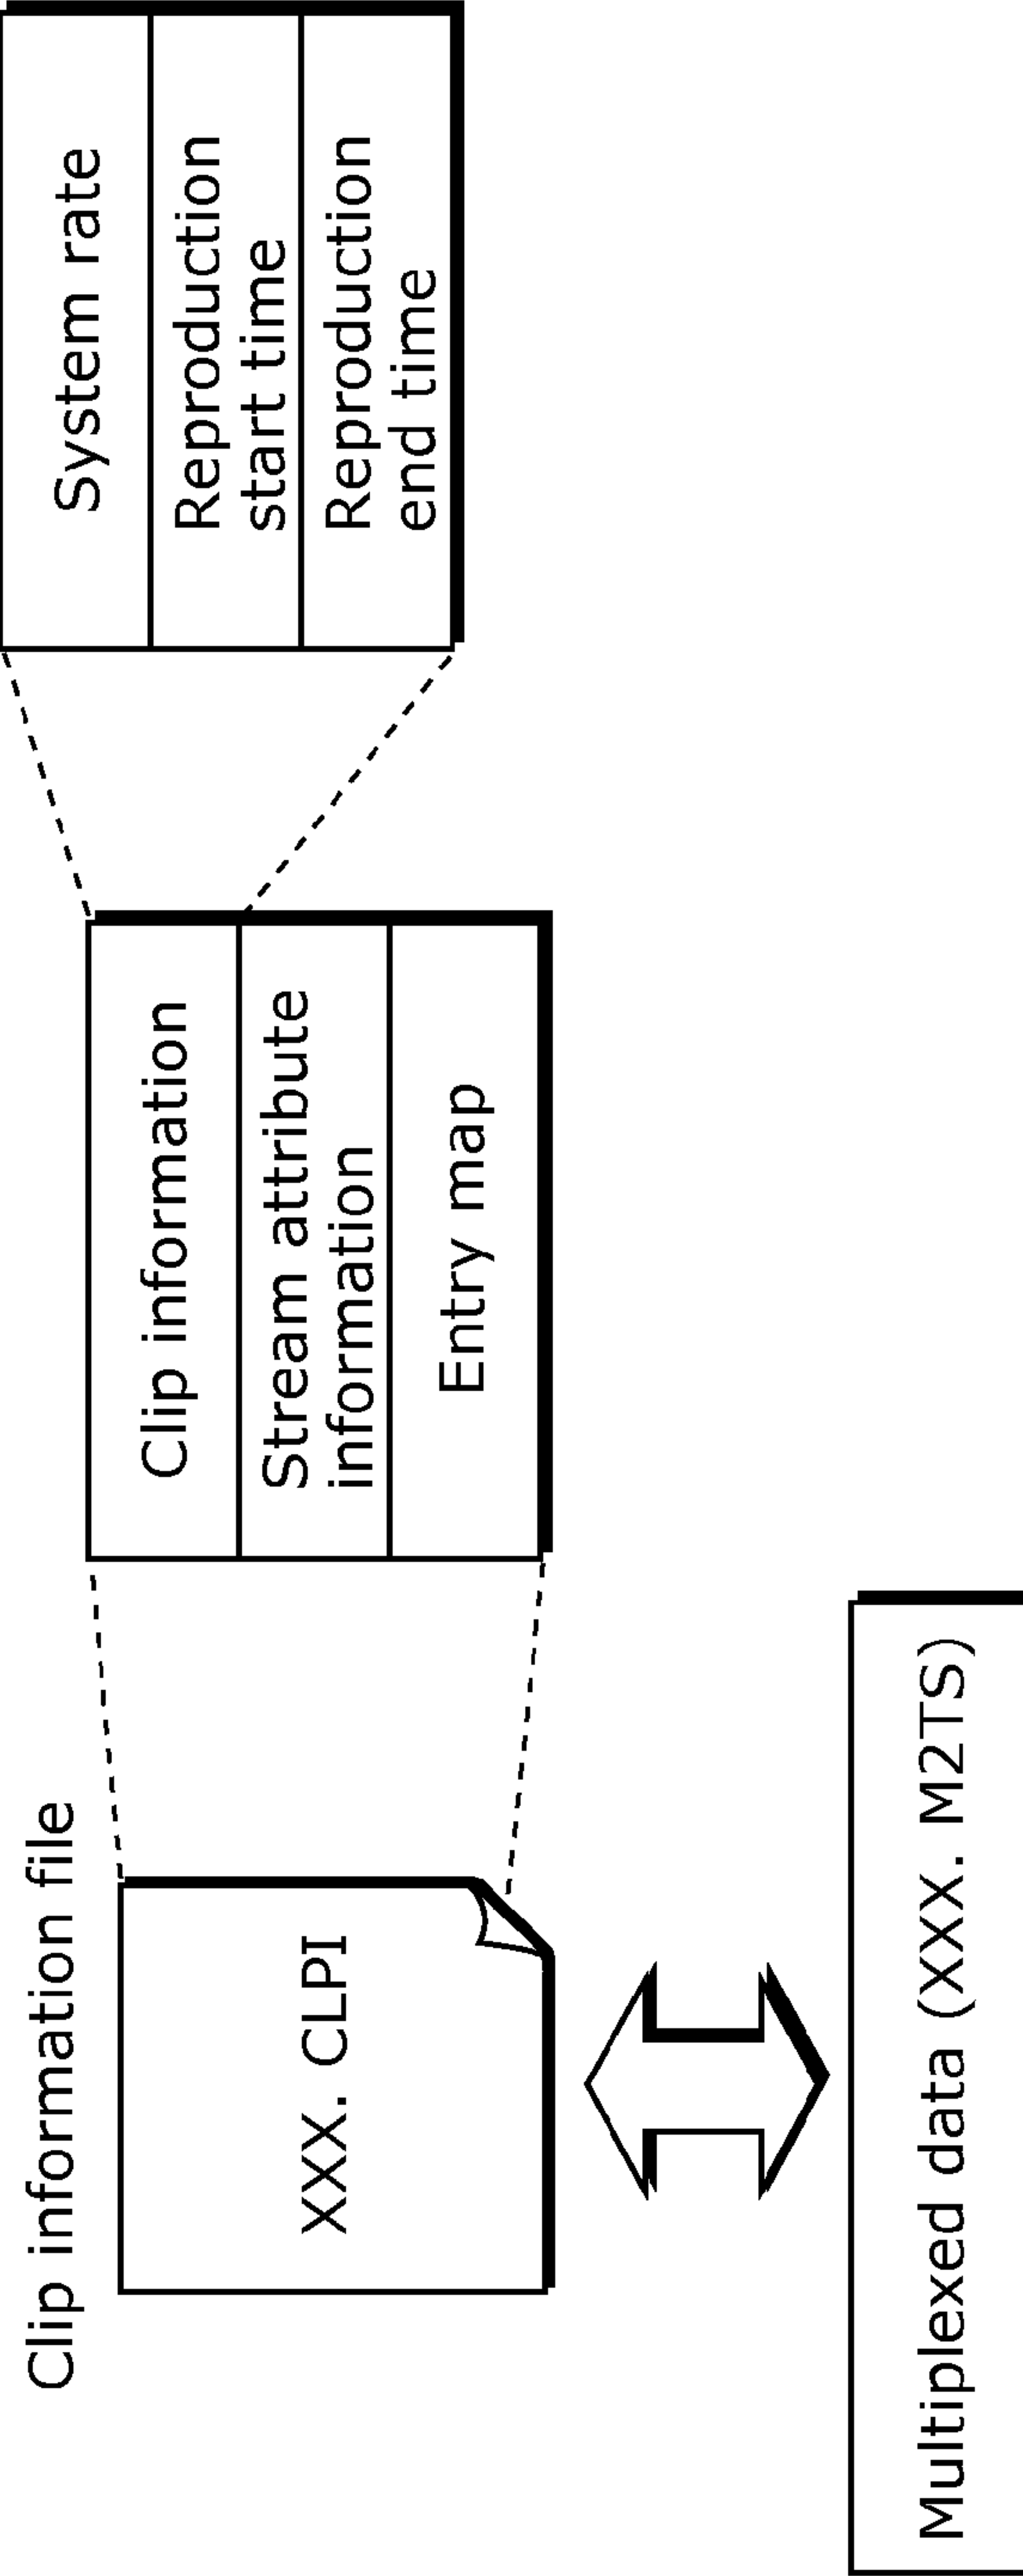 Clip information file
XXX. CLPI
Clip information
Stream attribute
information
Entry map
System rate
Reproduction
start time
Reproduction
end time
Multiplexed data (XXX. M2TS)